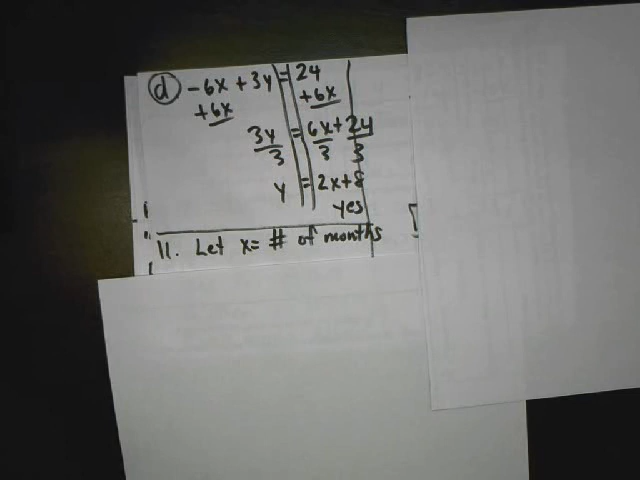 (d) -6x + 3y = 24
+6x +6x
3y/3 = 6x/3 + 24/3
y = 2x + 8
yes
11. Let x = # of months